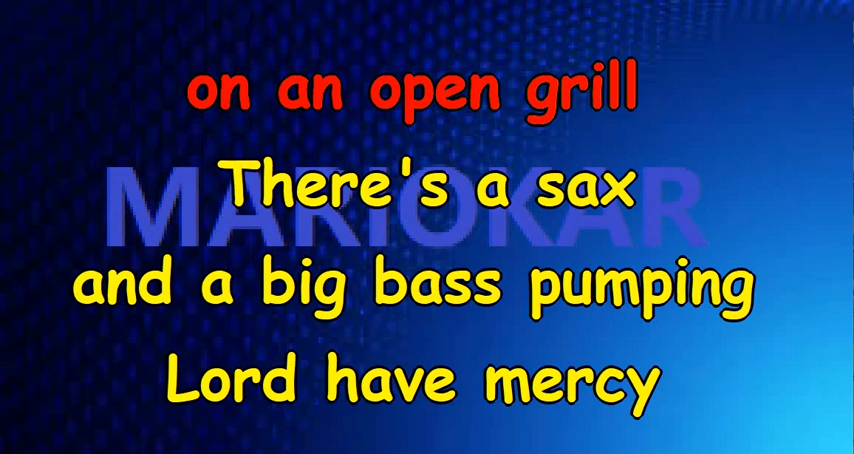 on an open grill
MARIOKAR
There's a sax
and a big bass pumping
Lord have mercy